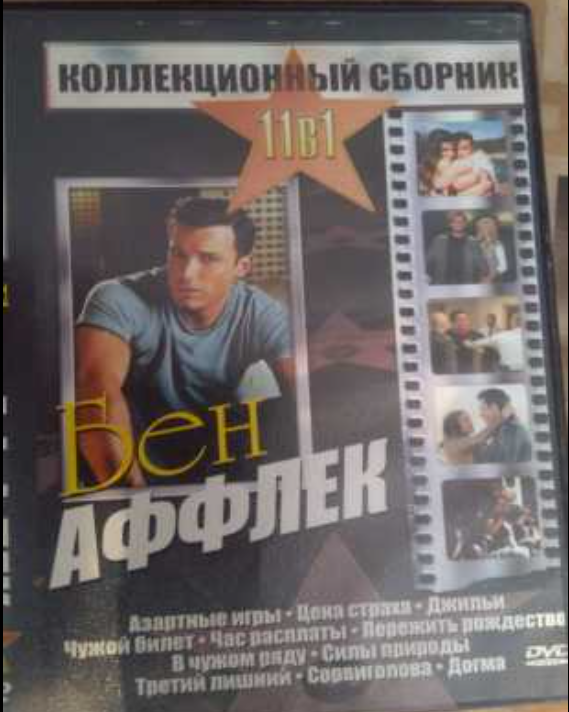 КОЛЛЕКЦИОННЫЙ СБОРНИК
11в1
Бен
АФФЛЕК
Азартные игры • Цена страха • Джильи
Чужой билет • Час расплаты • Пережить рождество
В чужом ряду • Силы природы
Третий лишний • Сорвиголова • Догма
DVD